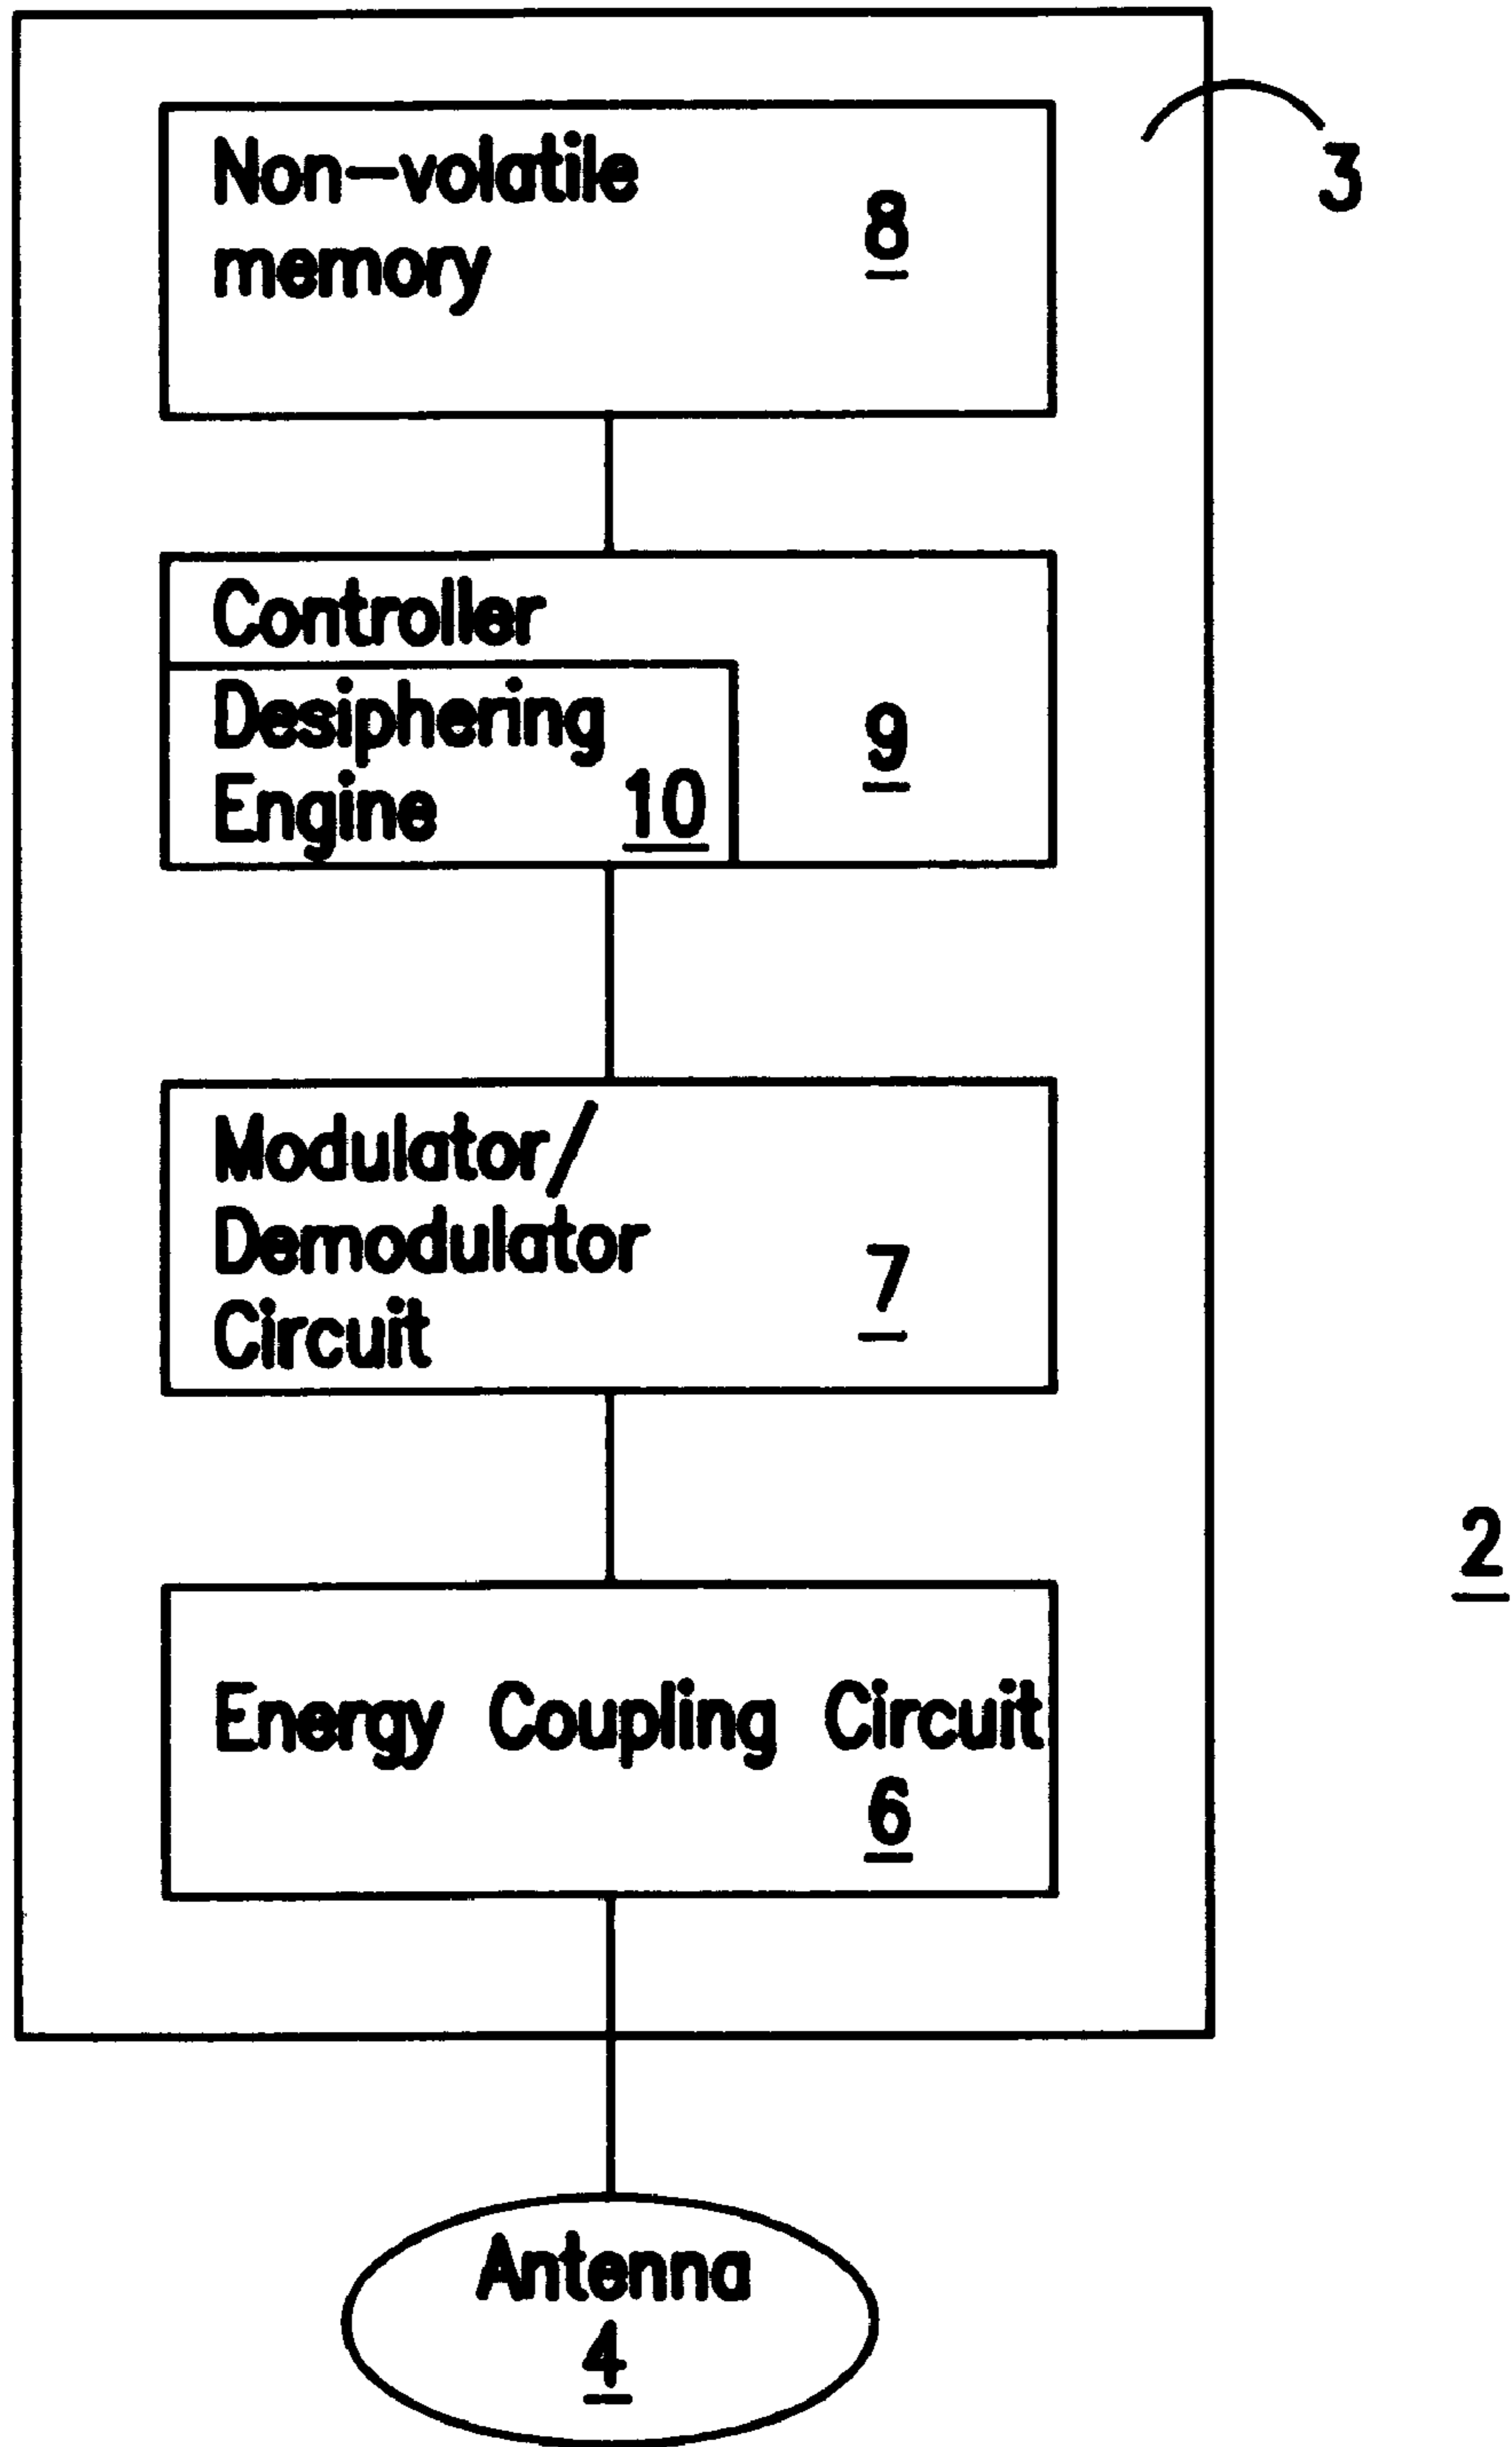 3
Non-volatile
memory
8
Controller
9
Desiphering
Engine 10
Modulator/
Demodulator
Circuit
7
2
Energy Coupling Circuit
6
Antenna
4